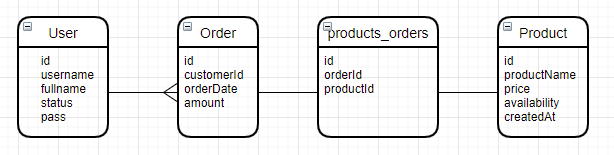 User
id
username
fullname
status
pass
Order
id
customerId
orderDate
amount
products_orders
id
orderId
productId
Product
id
productName
price
availability
createdAt